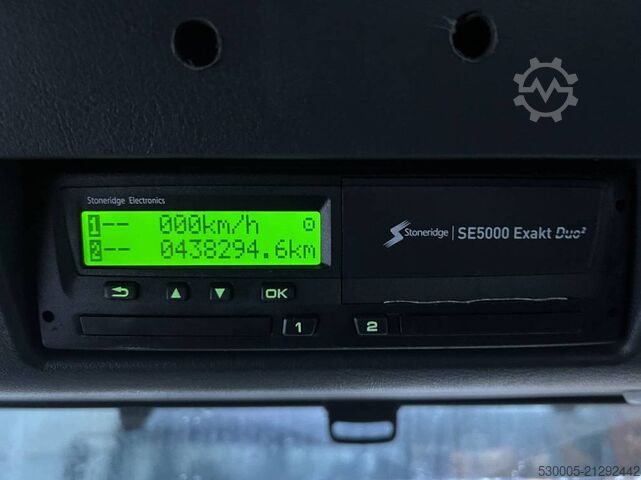 Stoneridge Electronics
1-- 000km/h
2-- 0438294.6km
Stoneridge | SE5000 Exakt Duo²
OK
1 2
530005-21292442